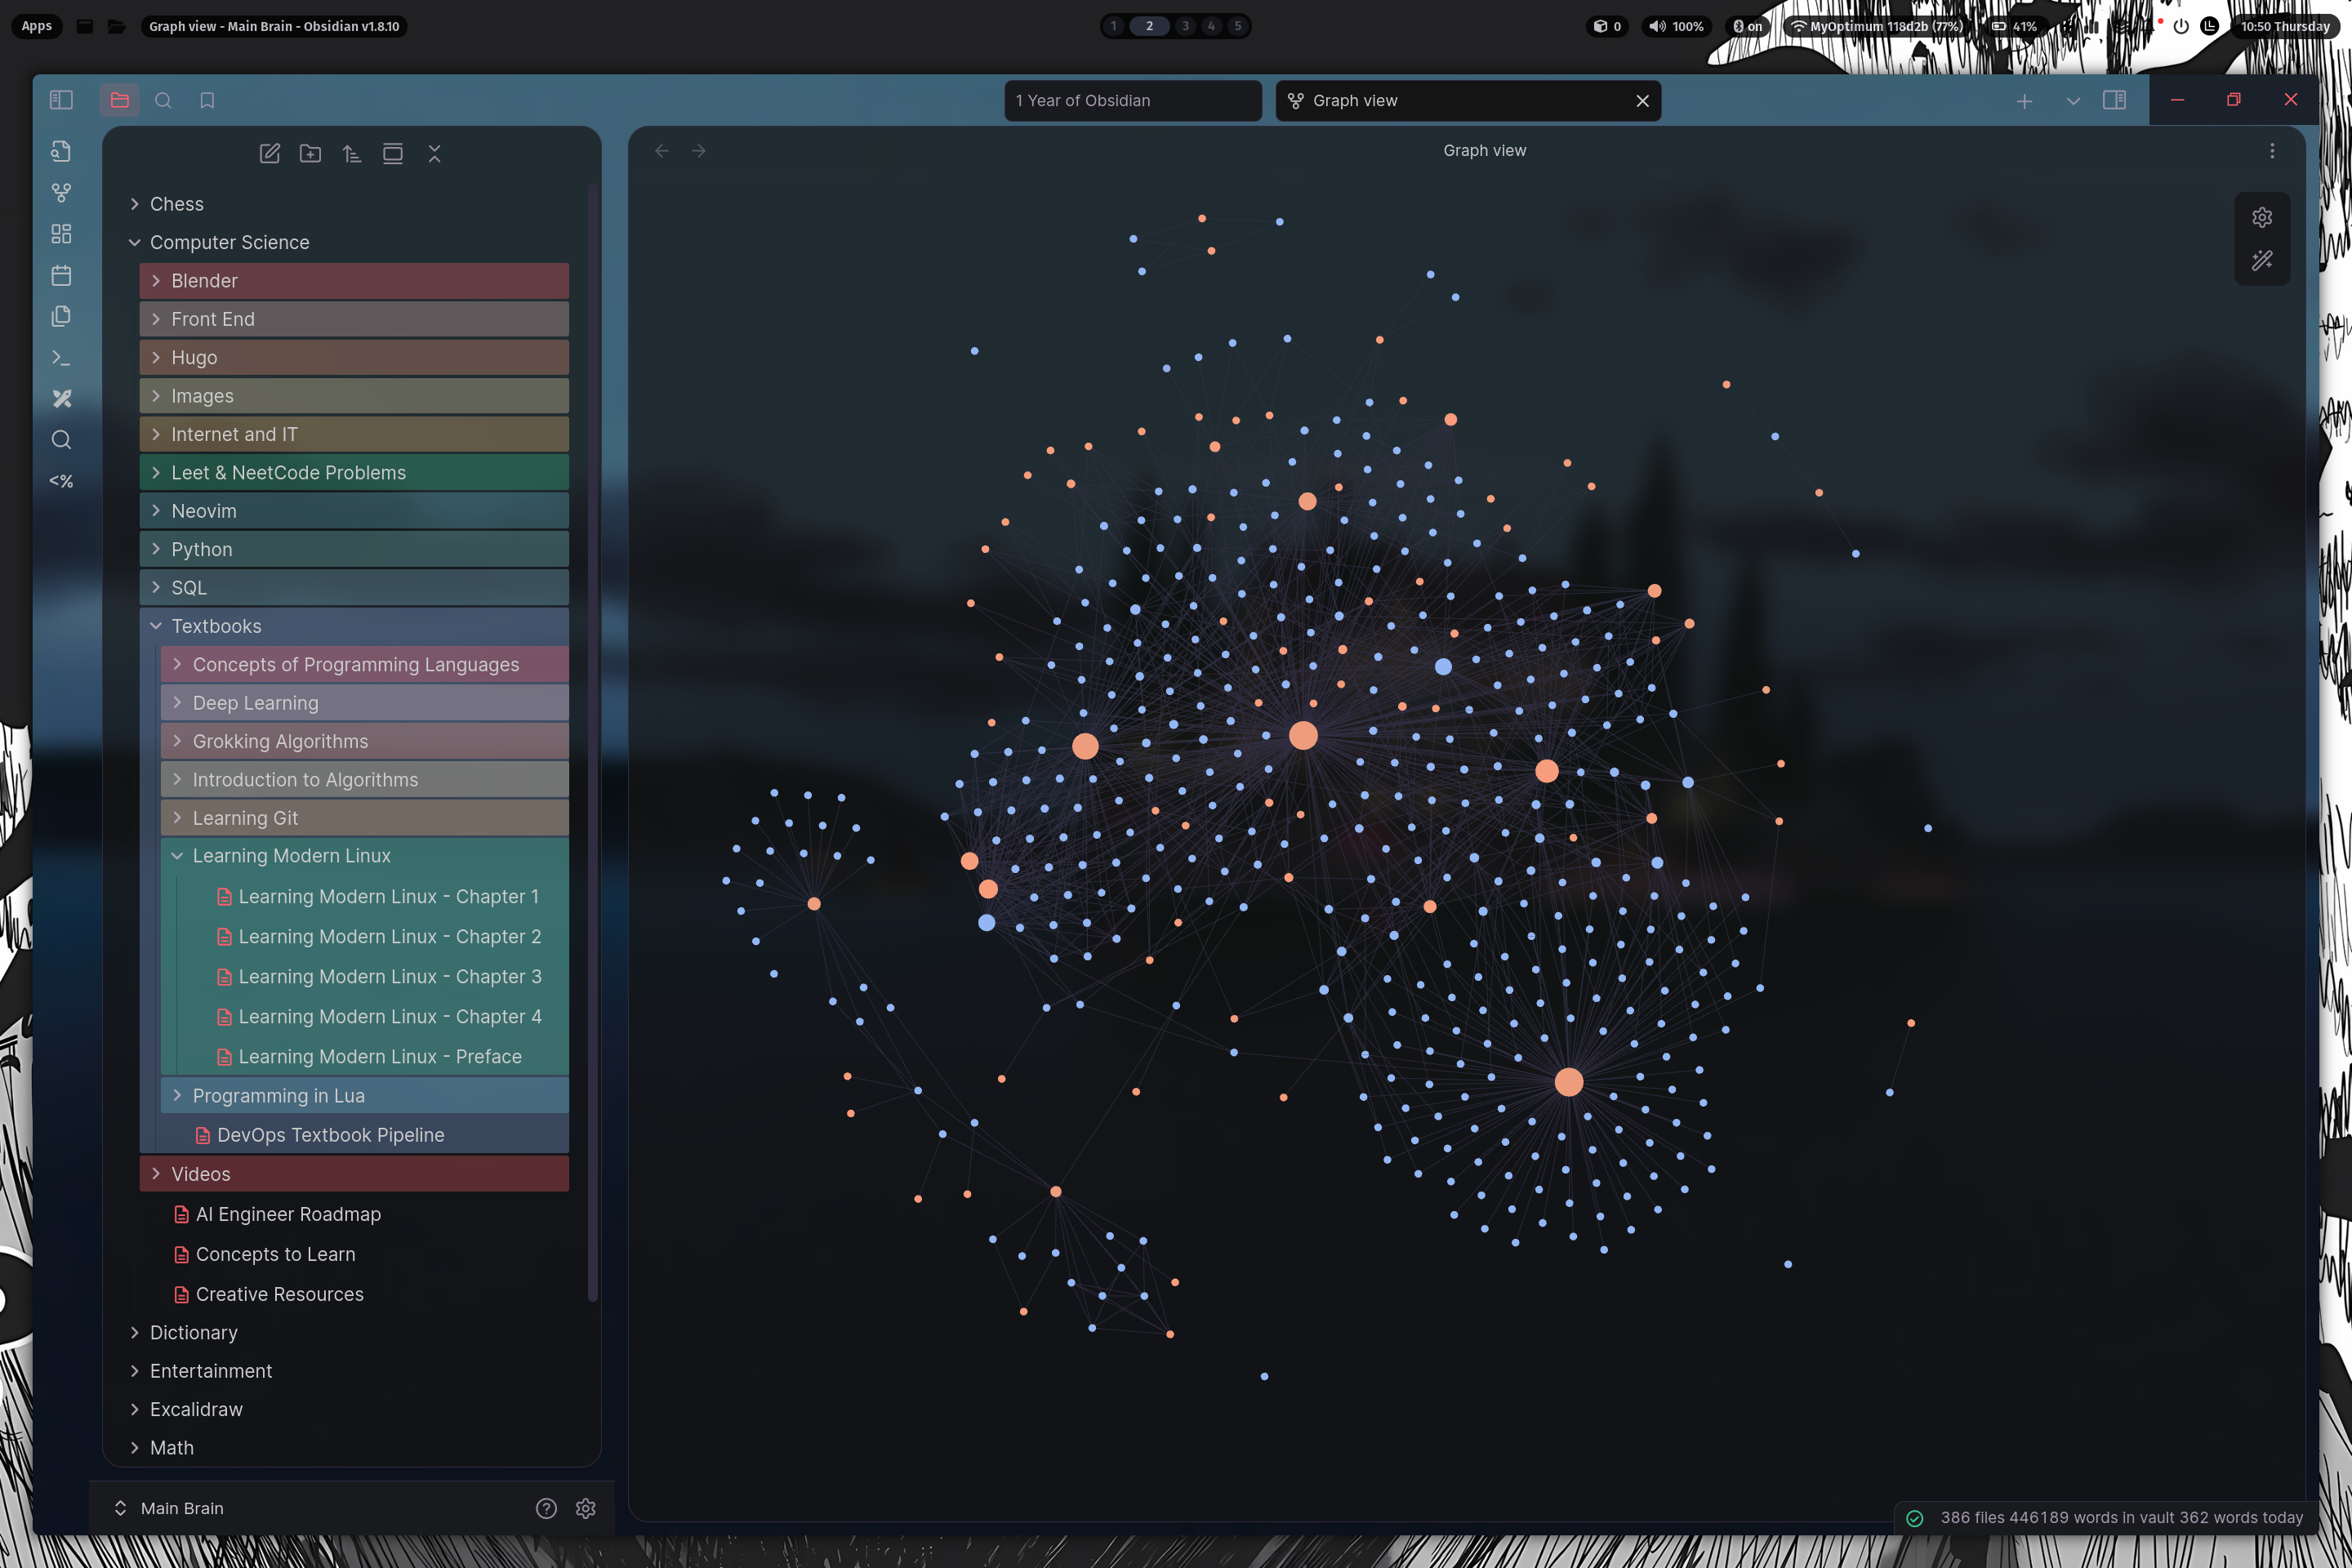 Apps
Graph view - Main Brain - Obsidian v1.8.10
1 2 3 4 5
0
100%
on
MyOptimum 118d2b (77%)
41%
10:50 Thursday
1 Year of Obsidian
Graph view
Graph view
<%
Chess
Computer Science
Blender
Front End
Hugo
Images
Internet and IT
Leet & NeetCode Problems
Neovim
Python
SQL
Textbooks
Concepts of Programming Languages
Deep Learning
Grokking Algorithms
Introduction to Algorithms
Learning Git
Learning Modern Linux
Learning Modern Linux - Chapter 1
Learning Modern Linux - Chapter 2
Learning Modern Linux - Chapter 3
Learning Modern Linux - Chapter 4
Learning Modern Linux - Preface
Programming in Lua
DevOps Textbook Pipeline
Videos
AI Engineer Roadmap
Concepts to Learn
Creative Resources
Dictionary
Entertainment
Excalidraw
Math
Main Brain
386 files 446189 words in vault 362 words today